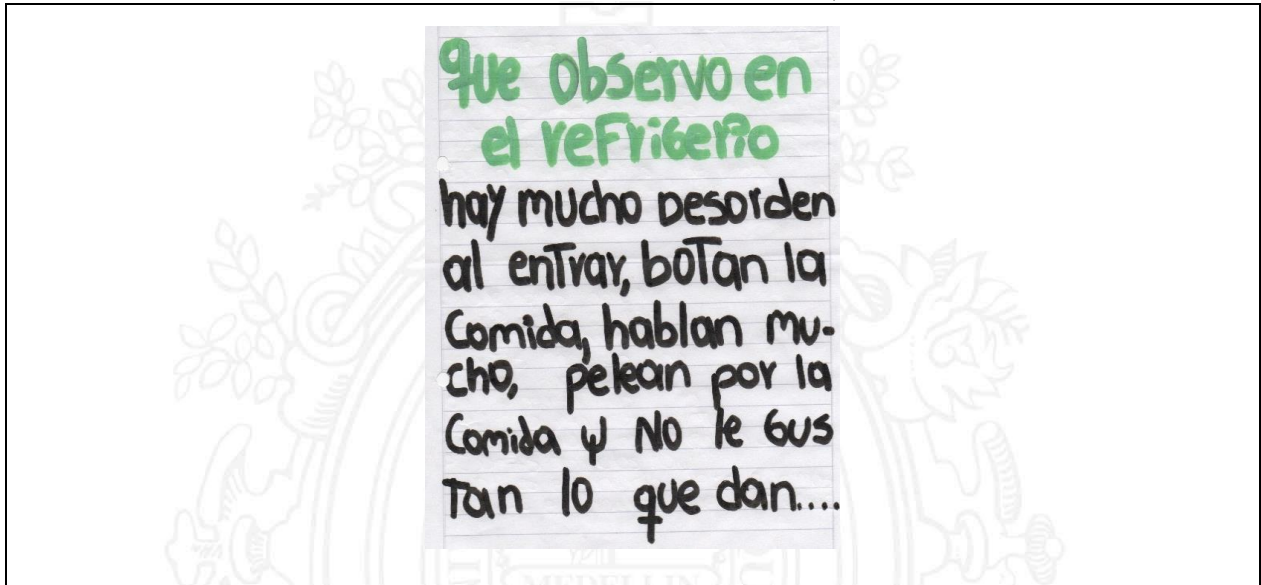 que observo en
el reFriGerio
hay mucho Desorden
al enTrar, boTan la
Comida, hablan mu-
cho, pelean por la
Comida y No le Gus
Tan lo que dan....
MEDELLIN